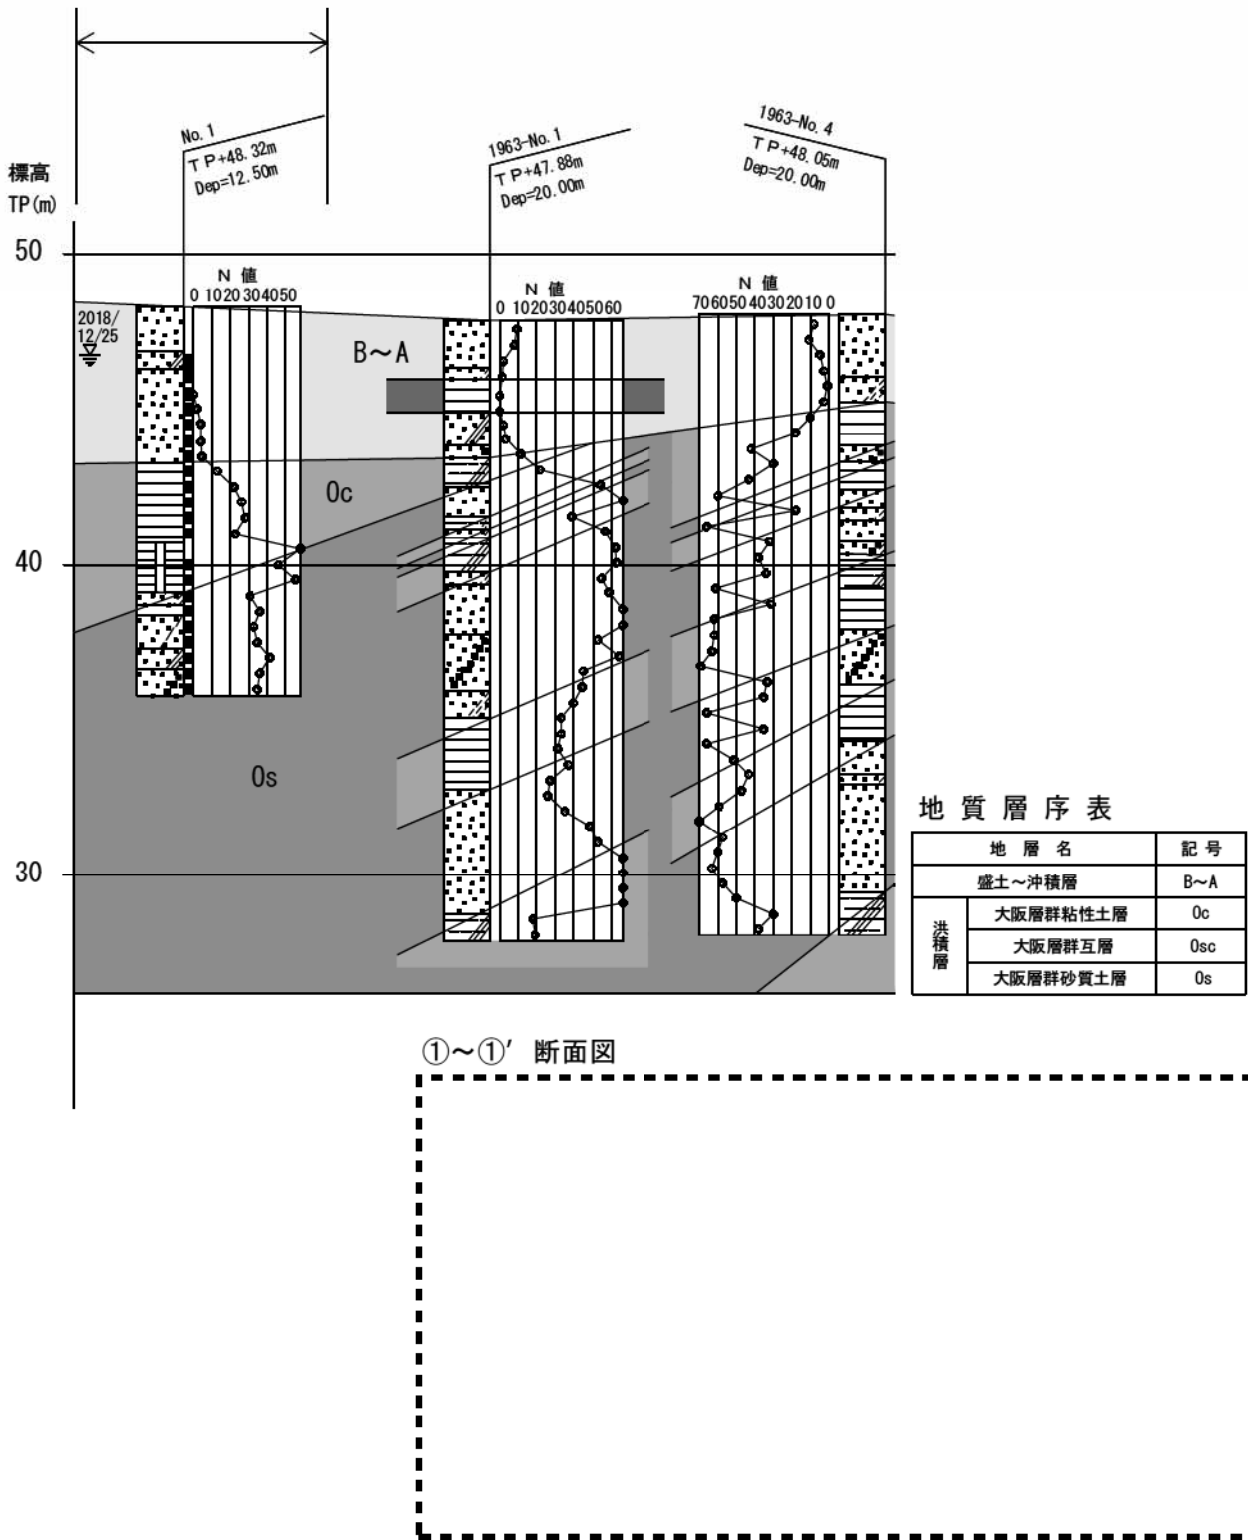 No. 1
TP+48.32m
Dep=12.50m
1963-No. 1
TP+47.88m
Dep=20.00m
1963-No. 4
TP+48.05m
Dep=20.00m
標高
TP(m)
50
40
30
N 値
0 10 20 30 40 50
N 値
0 10 20 30 40 50 60
N 値
70 60 50 40 30 20 10 0
2018/
12/25
B~A
Oc
Os
地質層序表
地層名 記号
盛土~沖積層 B~A
洪積層
大阪層群粘性土層 Oc
大阪層群互層 Osc
大阪層群砂質土層 Os
①~①′ 断面図